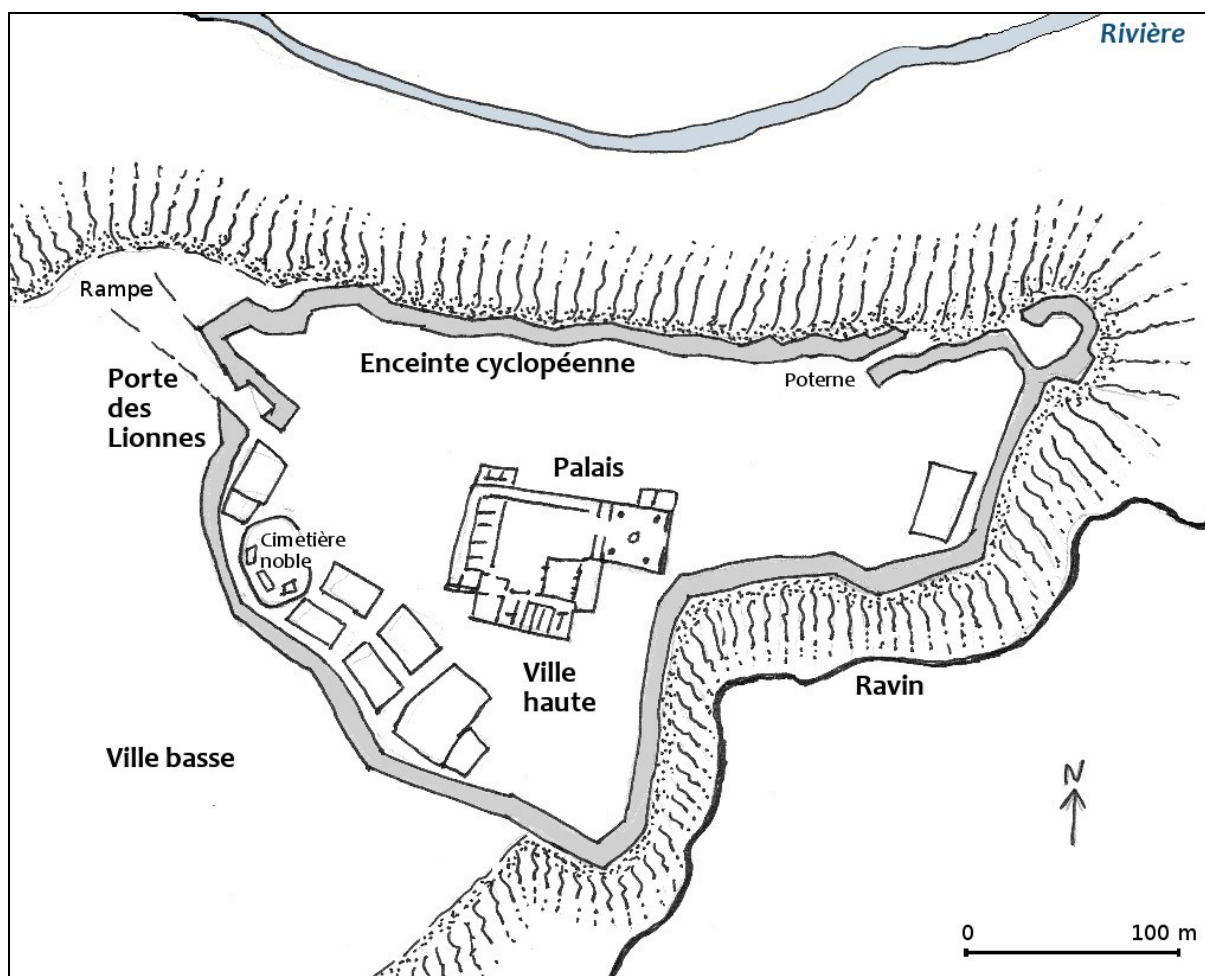 Rivière
Rampe
Enceinte cyclopéenne
Poterne
Porte
des
Lionnes
Palais
Cimetière
noble
Ville
haute
Ravin
Ville basse
N
0 100 m